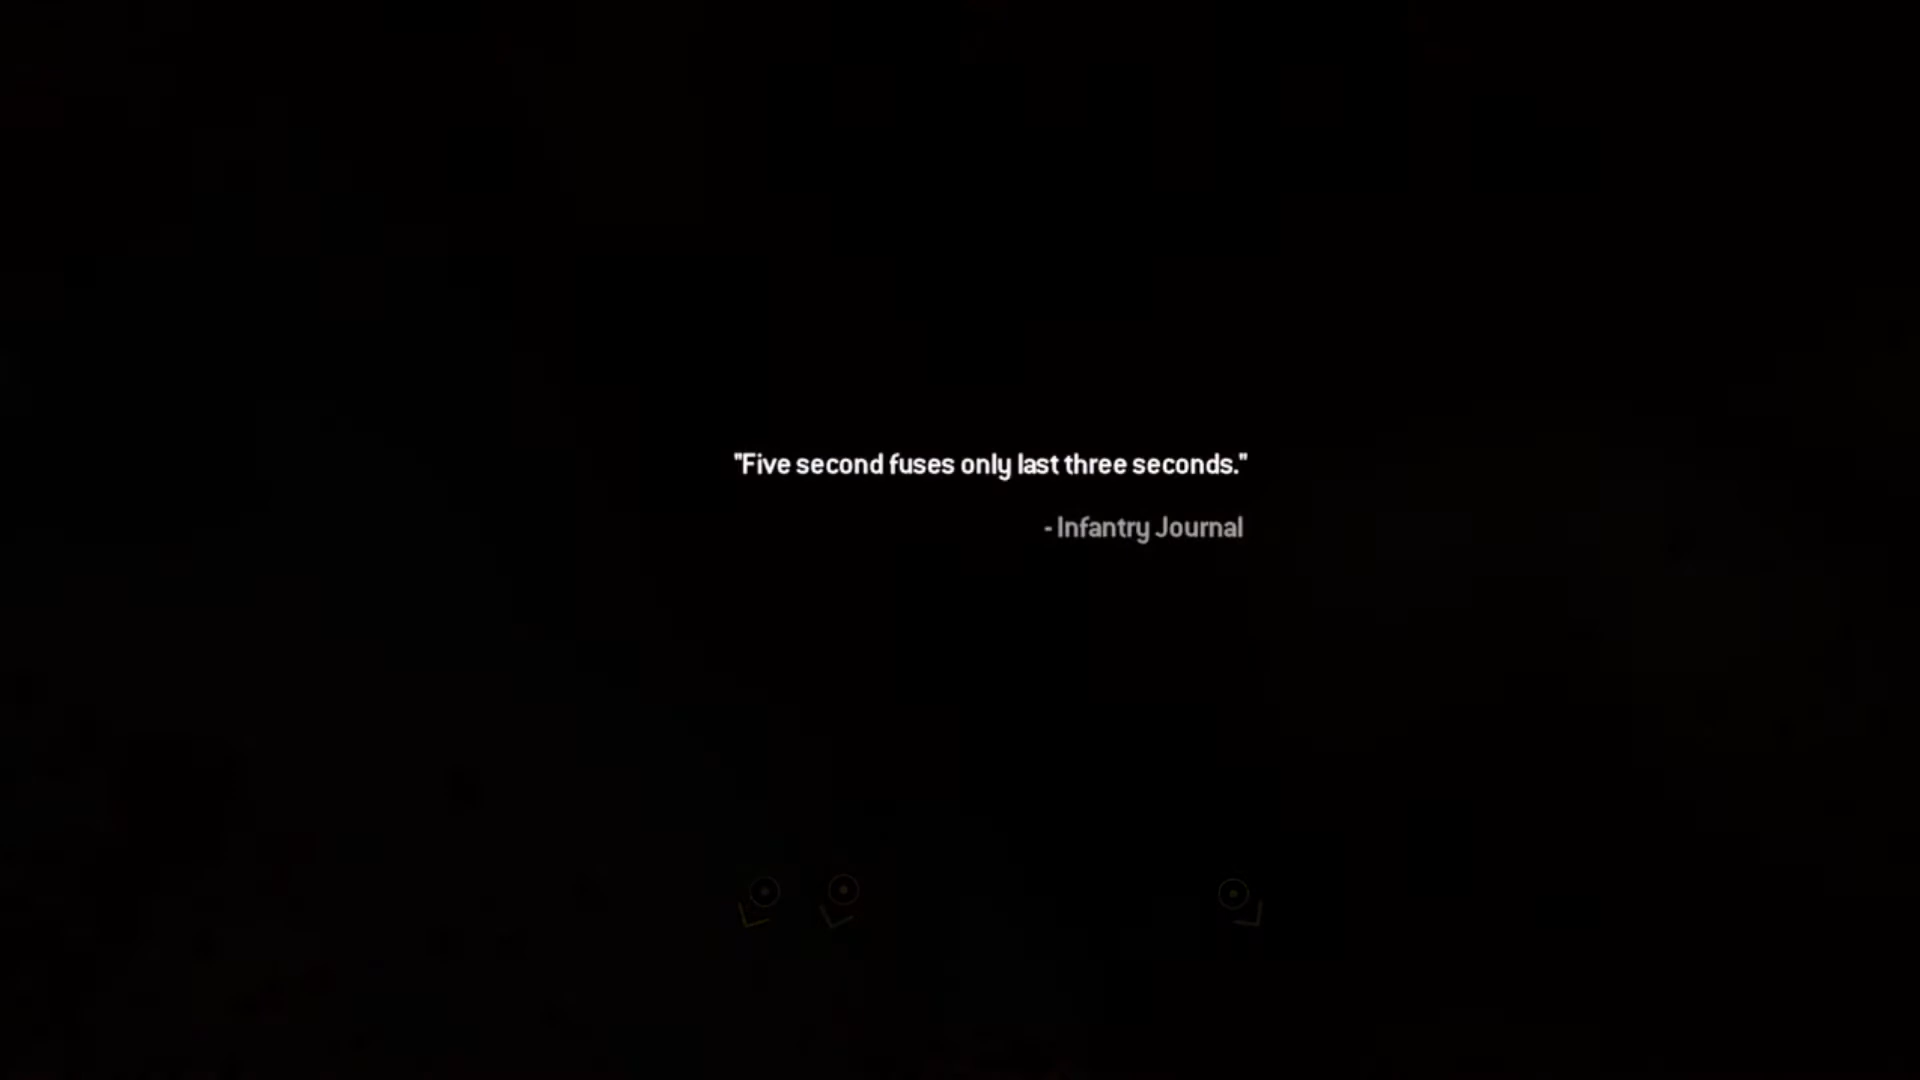 "Five second fuses only last three seconds."
- Infantry Journal